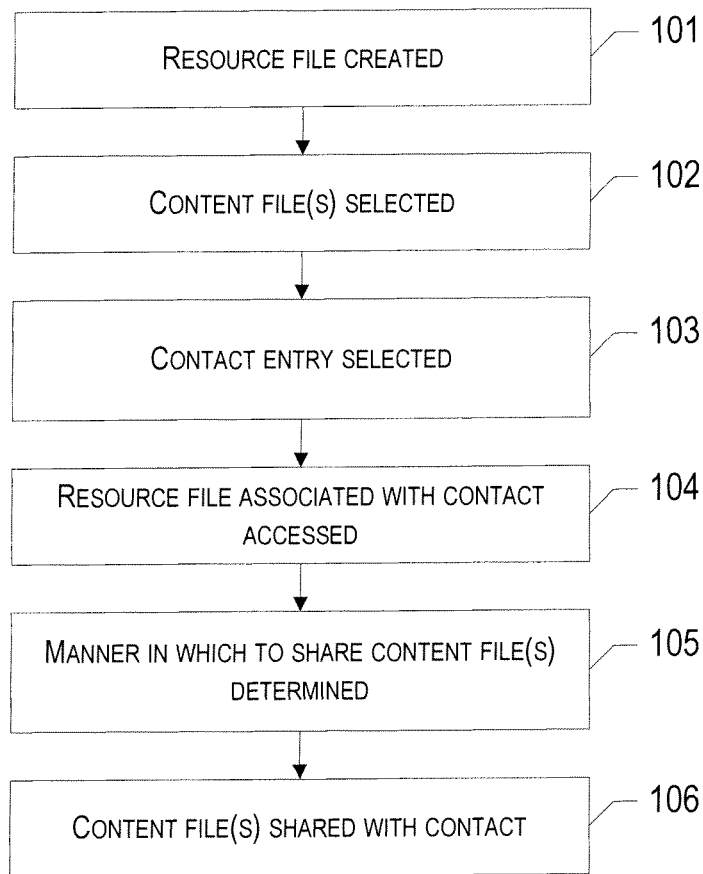 101
RESOURCE FILE CREATED
102
CONTENT FILE(S) SELECTED
103
CONTACT ENTRY SELECTED
104
RESOURCE FILE ASSOCIATED WITH CONTACT
ACCESSED
105
MANNER IN WHICH TO SHARE CONTENT FILE(S)
DETERMINED
106
CONTENT FILE(S) SHARED WITH CONTACT